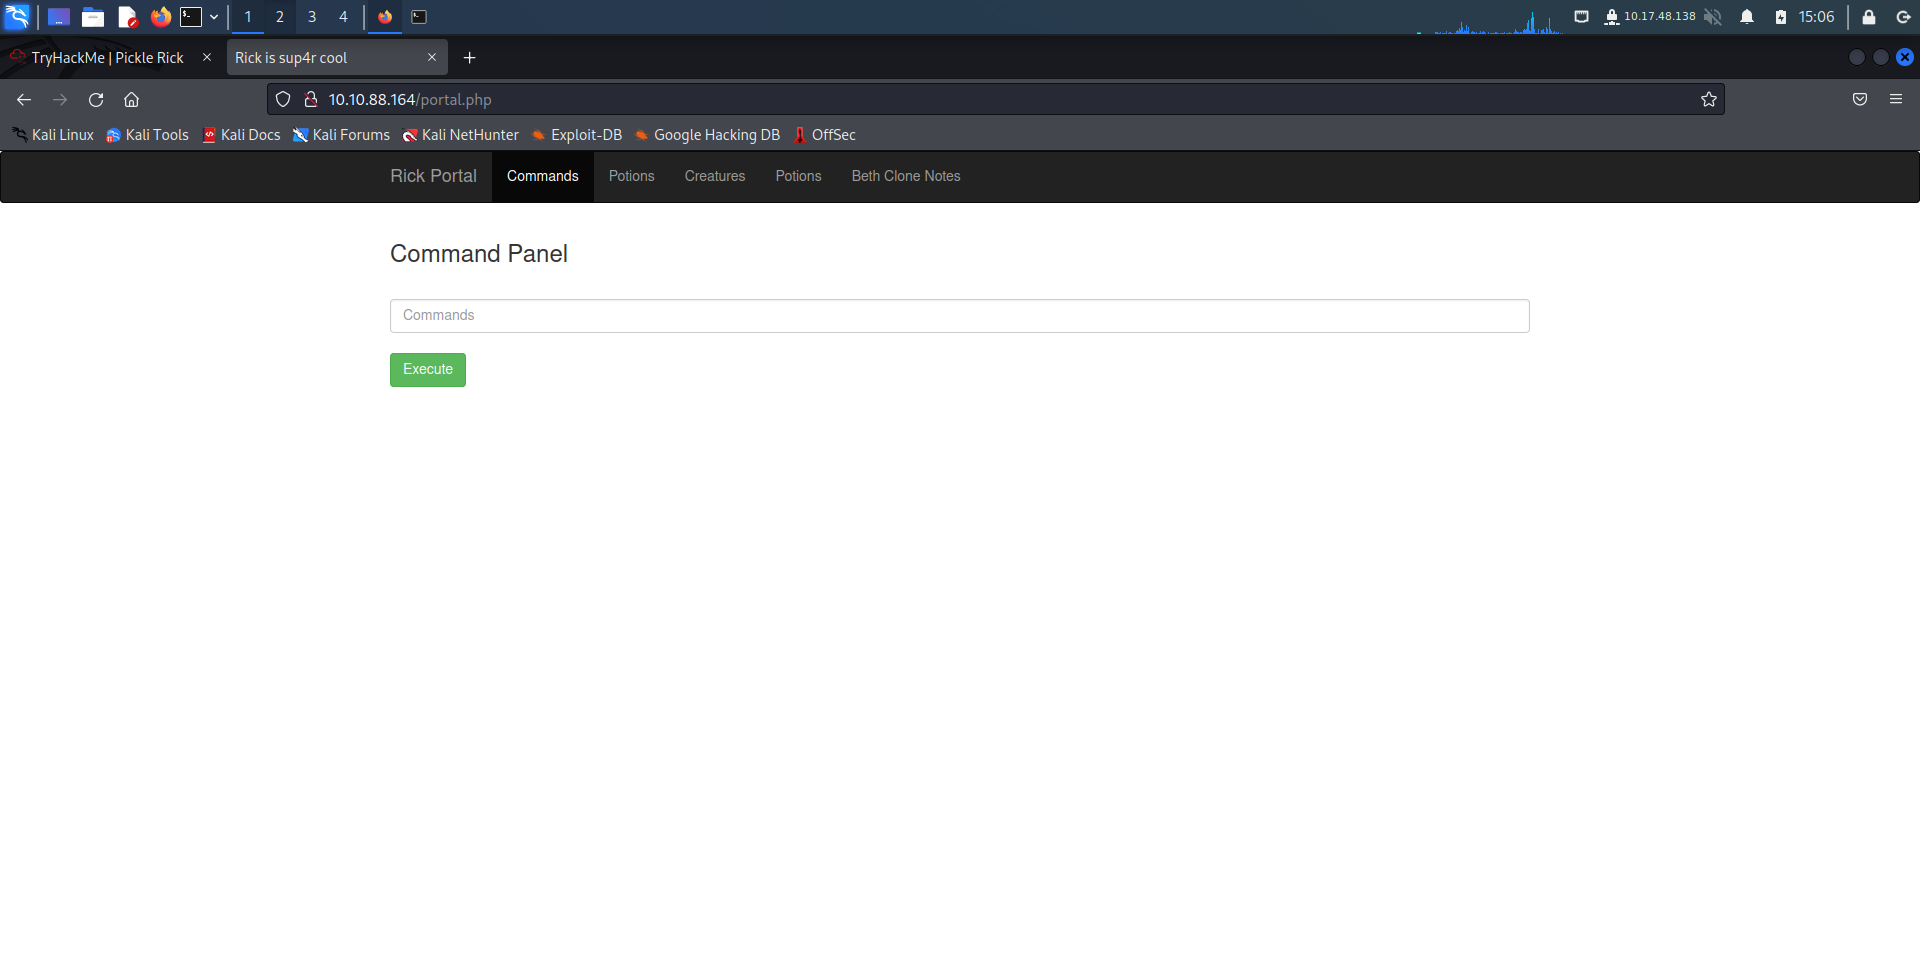 1 2 3 4 10.17.48.138 15:06
TryHackMe | Pickle Rick Rick is sup4r cool
10.10.88.164/portal.php
Kali Linux Kali Tools Kali Docs Kali Forums Kali NetHunter Exploit-DB Google Hacking DB OffSec
Rick Portal Commands Potions Creatures Potions Beth Clone Notes
Command Panel
Commands
Execute